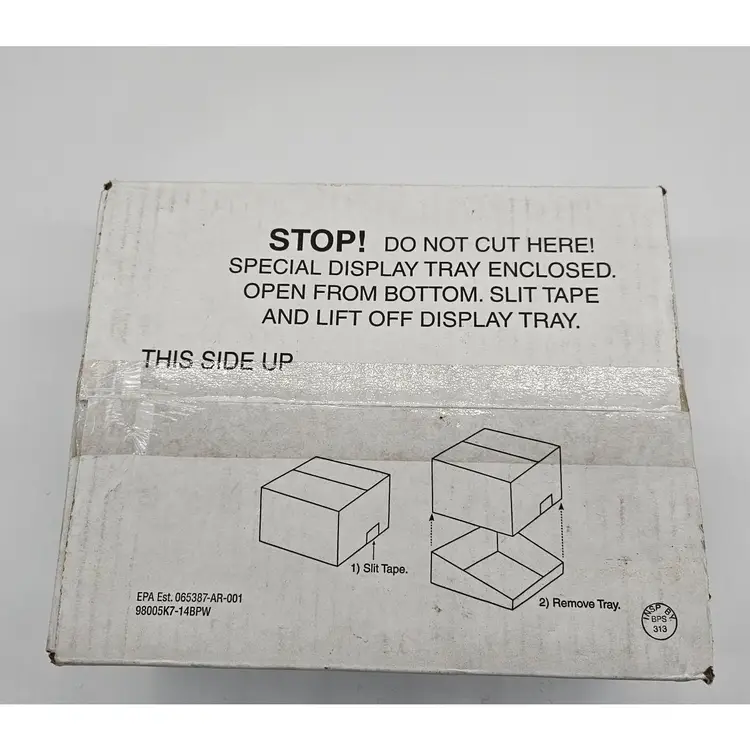 STOP! DO NOT CUT HERE!
SPECIAL DISPLAY TRAY ENCLOSED.
OPEN FROM BOTTOM. SLIT TAPE
AND LIFT OFF DISPLAY TRAY.
THIS SIDE UP
1) Slit Tape.
2) Remove Tray.
EPA Est. 065387-AR-001
98005K7-14BPW
INSP BY
BPS
313